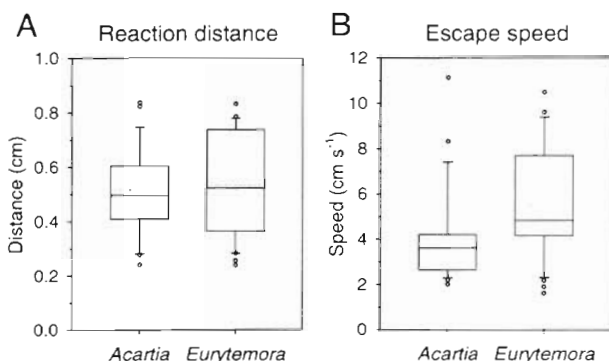 A Reaction distance
1.0
0.8
0.6
0.4
0.2
0.0
Distance (cm)
Acartia Eurytemora
B Escape speed
12
10
8
6
4
2
0
Speed (cm s⁻¹)
Acartia Eurytemora